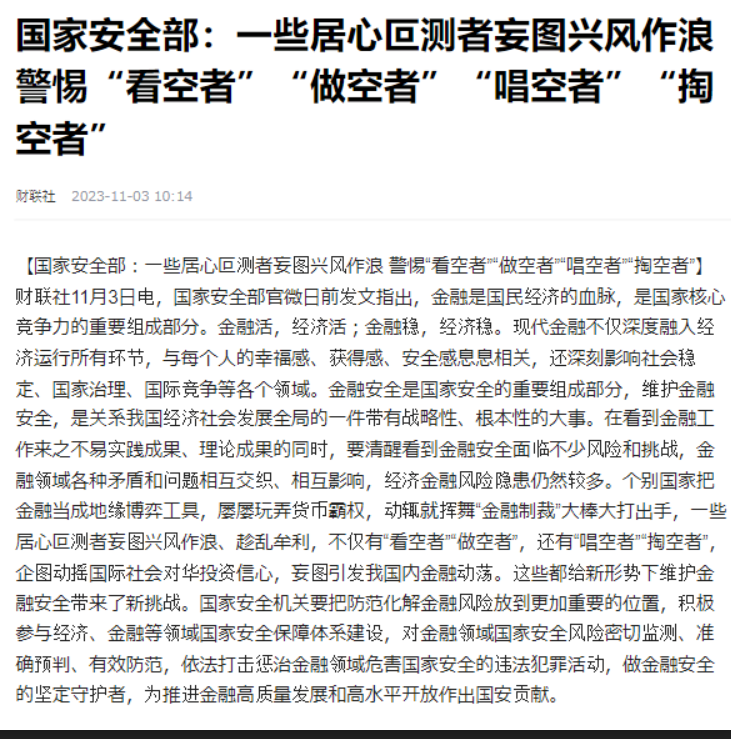 国家安全部：一些居心叵测者妄图兴风作浪
警惕“看空者”“做空者”“唱空者”“掏
空者”
财联社 2023-11-03 10:14
【国家安全部：一些居心叵测者妄图兴风作浪 警惕“看空者”“做空者”“唱空者”“掏空者”】
财联社11月3日电，国家安全部官微日前发文指出，金融是国民经济的血脉，是国家核心
竞争力的重要组成部分。金融活，经济活；金融稳，经济稳。现代金融不仅深度融入经
济运行所有环节，与每个人的幸福感、获得感、安全感息息相关，还深刻影响社会稳
定、国家治理、国际竞争等各个领域。金融安全是国家安全的重要组成部分，维护金融
安全，是关系我国经济社会发展全局的一件带有战略性、根本性的大事。在看到金融工
作来之不易实践成果、理论成果的同时，要清醒看到金融安全面临不少风险和挑战，金
融领域各种矛盾和问题相互交织、相互影响，经济金融风险隐患仍然较多。个别国家把
金融当成地缘博弈工具，屡屡玩弄货币霸权，动辄就挥舞“金融制裁”大棒大打出手，一些
居心叵测者妄图兴风作浪、趁乱牟利，不仅有“看空者”“做空者”，还有“唱空者”“掏空者”，
企图动摇国际社会对华投资信心，妄图引发我国内金融动荡。这些都给新形势下维护金
融安全带来了新挑战。国家安全机关要把防范化解金融风险放到更加重要的位置，积极
参与经济、金融等领域国家安全保障体系建设，对金融领域国家安全风险密切监测、准
确预判、有效防范，依法打击惩治金融领域危害国家安全的违法犯罪活动，做金融安全
的坚定守护者，为推进金融高质量发展和高水平开放作出国安贡献。